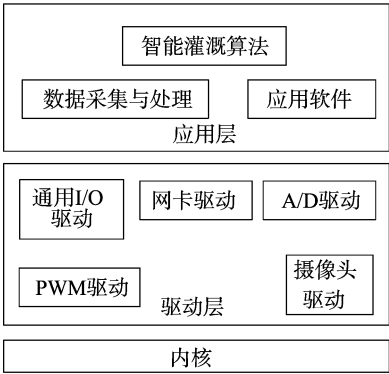 智能灌溉算法
数据采集与处理
应用软件
应用层
通用I/O
驱动
网卡驱动
A/D驱动
PWM驱动
摄像头
驱动
驱动层
内核